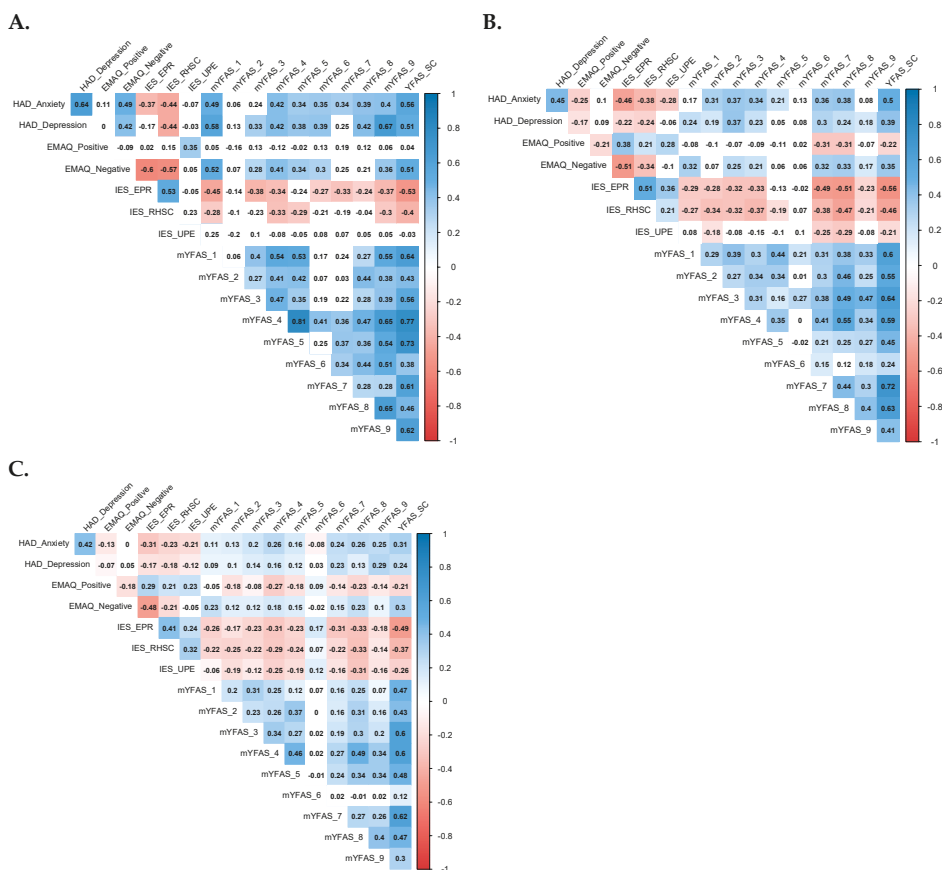 A.
HAD_Depression EMAQ_Positive EMAQ_Negative IES_EPR IES_RHSC IES_UPE mYFAS_1 mYFAS_2 mYFAS_3 mYFAS_4 mYFAS_5 mYFAS_6 mYFAS_7 mYFAS_8 mYFAS_9 YFAS_SC
HAD_Anxiety 0.64 0.11 0.49 -0.37 -0.44 -0.07 0.49 0.06 0.24 0.42 0.34 0.35 0.34 0.39 0.4 0.56
HAD_Depression 0 0.42 -0.17 -0.44 -0.03 0.56 0.13 0.33 0.42 0.38 0.39 0.25 0.42 0.67 0.51
EMAQ_Positive -0.09 0.02 0.15 0.35 0.05 -0.16 -0.13 -0.12 -0.02 0.13 0.19 -0.12 0.06 0.04
EMAQ_Negative -0.6 -0.57 0.05 0.52 0.07 0.28 0.41 0.34 0.3 0.14 0.12 0.36 0.51
IES_EPR 0.53 -0.05 -0.45 -0.14 -0.38 -0.34 -0.24 -0.27 -0.33 -0.24 -0.37 -0.53
IES_RHSC 0.23 -0.28 -0.1 -0.23 -0.33 -0.29 -0.16 -0.19 -0.04 -0.3 -0.4
IES_UPE 0.25 -0.2 0.1 -0.08 -0.05 0.08 0.07 0.05 0.05 -0.03
mYFAS_1 0.06 0.4 0.54 0.53 0.17 0.24 0.27 0.55 0.64
mYFAS_2 0.27 0.41 0.42 0.07 0.03 0.44 0.38 0.43
mYFAS_3 0.47 0.35 0.19 0.22 0.28 0.39 0.56
mYFAS_4 0.81 0.41 0.36 0.47 0.65 0.77
mYFAS_5 0.25 0.37 0.36 0.54 0.73
mYFAS_6 0.34 0.44 0.51 0.38
mYFAS_7 0.28 0.28 0.61
mYFAS_8 0.65 0.46
mYFAS_9 0.62
1
0.8
0.6
0.4
0.2
0
-0.2
-0.4
-0.6
-0.8
-1
B.
HAD_Depression EMAQ_Positive EMAQ_Negative IES_EPR IES_RHSC IES_UPE mYFAS_1 mYFAS_2 mYFAS_3 mYFAS_4 mYFAS_5 mYFAS_6 mYFAS_7 mYFAS_8 mYFAS_9 YFAS_SC
HAD_Anxiety 0.45 -0.25 0.1 -0.46 -0.38 -0.28 0.17 0.31 0.37 0.34 0.21 0.13 0.36 0.38 0.2 0.5
HAD_Depression -0.17 0.09 -0.22 -0.24 -0.06 0.24 0.19 0.37 0.23 0.05 0.04 0.3 0.24 0.18 0.39
EMAQ_Positive -0.21 0.38 0.21 0.28 -0.01 -0.1 -0.07 -0.14 -0.09 0.02 -0.31 -0.31 -0.07 -0.22
EMAQ_Negative -0.51 -0.34 -0.1 0.32 0.07 0.25 0.21 0.06 0.04 0.32 0.33 0.17 0.35
IES_EPR 0.51 0.36 -0.29 -0.28 -0.32 -0.33 -0.13 -0.02 -0.49 -0.51 -0.24 -0.56
IES_RHSC 0.21 -0.27 -0.34 -0.32 -0.37 -0.19 0.07 -0.38 -0.47 -0.21 -0.46
IES_UPE 0.08 -0.18 -0.08 -0.15 -0.1 0.1 -0.25 -0.29 -0.08 -0.21
mYFAS_1 0.29 0.39 0.3 0.44 0.21 0.31 0.38 0.33 0.6
mYFAS_2 0.27 0.34 0.34 0.01 0.3 0.46 0.25 0.55
mYFAS_3 0.31 0.16 0.27 0.38 0.49 0.47 0.64
mYFAS_4 0.35 0 0.41 0.55 0.34 0.59
mYFAS_5 -0.02 0.21 0.25 0.27 0.45
mYFAS_6 0.15 0.12 0.18 0.24
mYFAS_7 0.44 0.3 0.72
mYFAS_8 0.4 0.63
mYFAS_9 0.41
1
0.8
0.6
0.4
0.2
0
-0.2
-0.4
-0.6
-0.8
-1
C.
HAD_Depression EMAQ_Positive EMAQ_Negative IES_EPR IES_RHSC IES_UPE mYFAS_1 mYFAS_2 mYFAS_3 mYFAS_4 mYFAS_5 mYFAS_6 mYFAS_7 mYFAS_8 mYFAS_9 YFAS_SC
HAD_Anxiety 0.42 -0.13 0 -0.31 -0.23 -0.21 0.11 0.13 0.2 0.26 0.16 -0.08 0.24 0.26 0.25 0.31
HAD_Depression -0.07 0.05 -0.17 -0.18 -0.12 0.09 0.1 0.14 0.16 0.12 0.03 0.23 0.13 0.29 0.24
EMAQ_Positive -0.18 0.29 0.21 0.23 -0.05 -0.18 -0.08 -0.27 -0.18 0.09 -0.14 -0.23 -0.14 -0.21
EMAQ_Negative -0.48 -0.21 -0.05 0.23 0.12 0.12 0.18 0.15 -0.02 0.15 0.23 0.1 0.3
IES_EPR 0.41 0.24 -0.26 -0.17 -0.23 -0.31 -0.23 0.17 -0.31 -0.33 -0.18 -0.49
IES_RHSC 0.32 -0.22 -0.25 -0.22 -0.29 -0.24 0.07 -0.22 -0.33 -0.14 -0.37
IES_UPE -0.06 -0.19 -0.12 -0.25 -0.19 0.12 -0.16 -0.31 -0.16 -0.26
mYFAS_1 0.2 0.31 0.25 0.12 0.07 0.16 0.25 0.07 0.47
mYFAS_2 0.23 0.26 0.37 0 0.16 0.31 0.16 0.43
mYFAS_3 0.34 0.27 0.02 0.19 0.3 0.2 0.6
mYFAS_4 0.46 0.02 0.27 0.49 0.34 0.6
mYFAS_5 -0.01 0.24 0.34 0.34 0.48
mYFAS_6 0.02 -0.01 0.02 0.12
mYFAS_7 0.27 0.26 0.62
mYFAS_8 0.4 0.47
mYFAS_9 0.3
1
0.8
0.6
0.4
0.2
0
-0.2
-0.4
-0.6
-0.8
-1